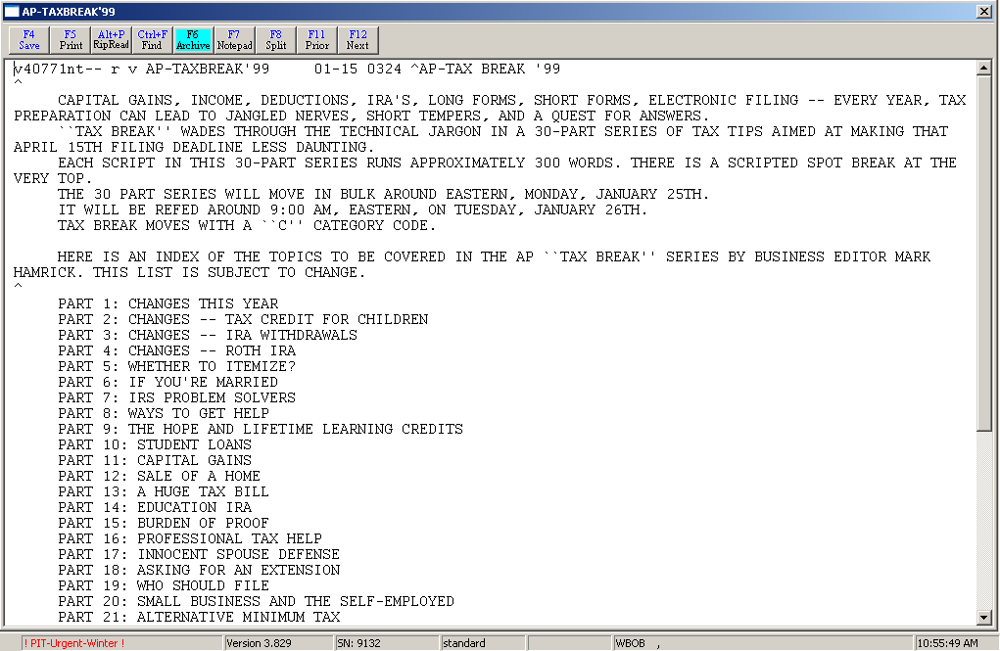 AP-TAXBREAK'99
F4 F5 Alt+P Ctrl+F F6 F7 F8 F11 F12
Save Print RipRead Find Archive Notepad Split Prior Next
v40771nt-- r v AP-TAXBREAK'99 01-15 0324 ^AP-TAX BREAK '99
^
CAPITAL GAINS, INCOME, DEDUCTIONS, IRA'S, LONG FORMS, SHORT FORMS, ELECTRONIC FILING -- EVERY YEAR, TAX
PREPARATION CAN LEAD TO JANGLED NERVES, SHORT TEMPERS, AND A QUEST FOR ANSWERS.
``TAX BREAK'' WADES THROUGH THE TECHNICAL JARGON IN A 30-PART SERIES OF TAX TIPS AIMED AT MAKING THAT
APRIL 15TH FILING DEADLINE LESS DAUNTING.
EACH SCRIPT IN THIS 30-PART SERIES RUNS APPROXIMATELY 300 WORDS. THERE IS A SCRIPTED SPOT BREAK AT THE
VERY TOP.
THE 30 PART SERIES WILL MOVE IN BULK AROUND EASTERN, MONDAY, JANUARY 25TH.
IT WILL BE REFED AROUND 9:00 AM, EASTERN, ON TUESDAY, JANUARY 26TH.
TAX BREAK MOVES WITH A ``C'' CATEGORY CODE.
HERE IS AN INDEX OF THE TOPICS TO BE COVERED IN THE AP ``TAX BREAK'' SERIES BY BUSINESS EDITOR MARK
HAMRICK. THIS LIST IS SUBJECT TO CHANGE.
^
PART 1: CHANGES THIS YEAR
PART 2: CHANGES -- TAX CREDIT FOR CHILDREN
PART 3: CHANGES -- IRA WITHDRAWALS
PART 4: CHANGES -- ROTH IRA
PART 5: WHETHER TO ITEMIZE?
PART 6: IF YOU'RE MARRIED
PART 7: IRS PROBLEM SOLVERS
PART 8: WAYS TO GET HELP
PART 9: THE HOPE AND LIFETIME LEARNING CREDITS
PART 10: STUDENT LOANS
PART 11: CAPITAL GAINS
PART 12: SALE OF A HOME
PART 13: A HUGE TAX BILL
PART 14: EDUCATION IRA
PART 15: BURDEN OF PROOF
PART 16: PROFESSIONAL TAX HELP
PART 17: INNOCENT SPOUSE DEFENSE
PART 18: ASKING FOR AN EXTENSION
PART 19: WHO SHOULD FILE
PART 20: SMALL BUSINESS AND THE SELF-EMPLOYED
PART 21: ALTERNATIVE MINIMUM TAX
! PIT-Urgent-Winter ! Version 3.829 SN: 9132 standard WBOB , 10:55:49 AM